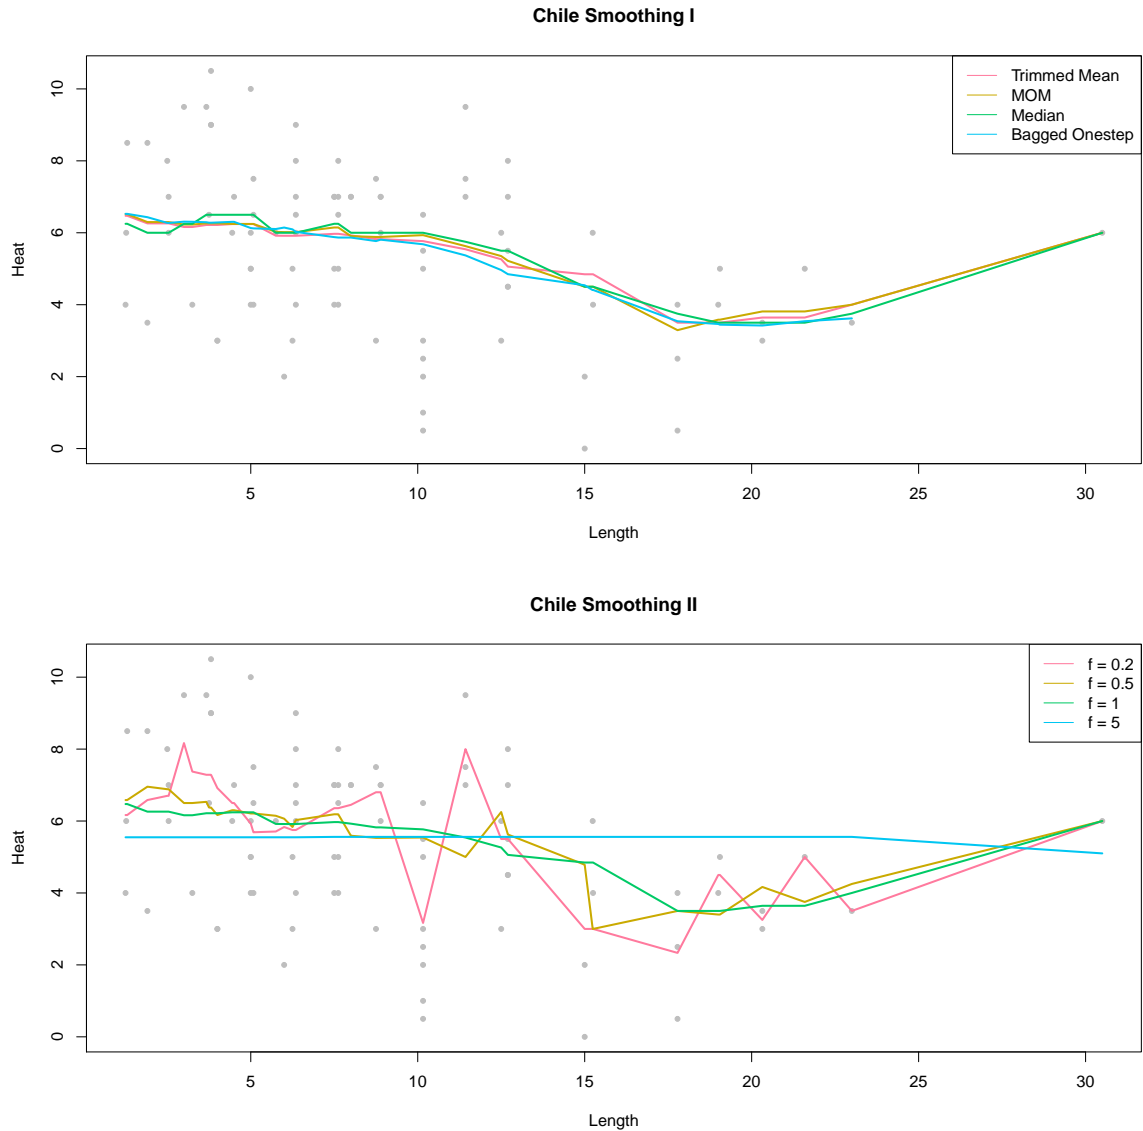 Chile Smoothing I
Trimmed Mean
MOM
Median
Bagged Onestep
Heat
0 2 4 6 8 10
5 10 15 20 25 30
Length
Chile Smoothing II
f = 0.2
f = 0.5
f = 1
f = 5
Heat
0 2 4 6 8 10
5 10 15 20 25 30
Length